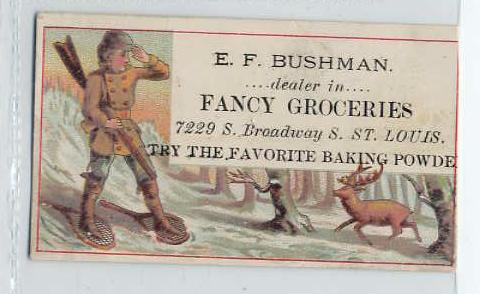 E. F. BUSHMAN.
....dealer in....
FANCY GROCERIES
7229 S. Broadway S. ST. LOUIS.
TRY THE FAVORITE BAKING POWDE